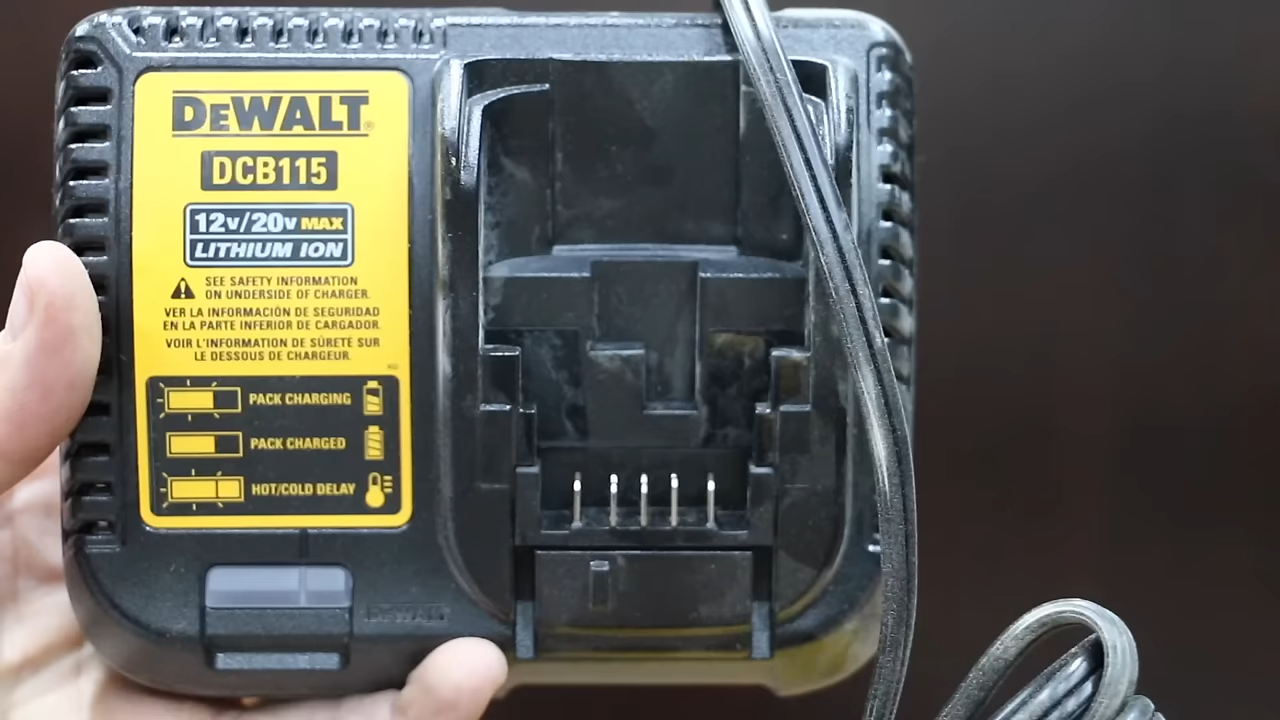 DEWALT®
DCB115
12V/20V MAX
LITHIUM ION
SEE SAFETY INFORMATION
ON UNDERSIDE OF CHARGER.
VER LA INFORMACIÓN DE SEGURIDAD
EN LA PARTE INFERIOR DE CARGADOR.
VOIR L'INFORMATION DE SÛRETÉ SUR
LE DESSOUS DE CHARGEUR.
PACK CHARGING
PACK CHARGED
HOT/COLD DELAY
DEWALT